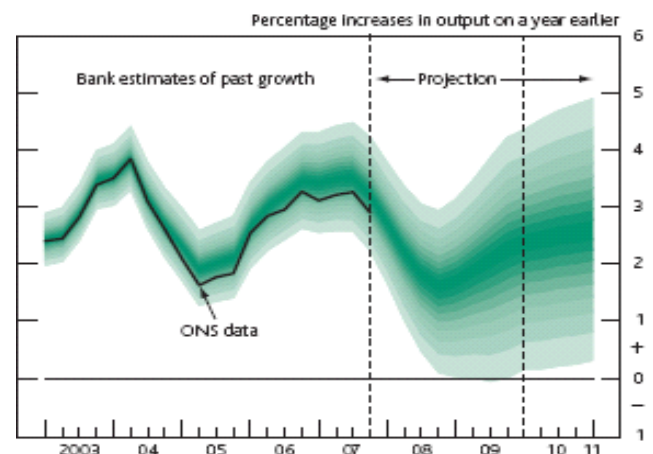 Percentage increases in output on a year earlier
Bank estimates of past growth
Projection
ONS data
6
5
4
3
2
1
+
0
–
1
2003 04 05 06 07 08 09 10 11